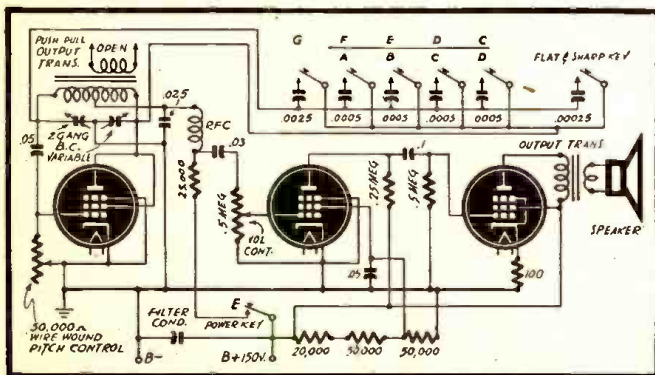 PUSH PULL
OUTPUT
TRANS.
OPEN
G F E D C
A B C D
FLAT & SHARP KEY
.0025 .0005 .0005 .0005 .0005 .00025
.025
RFC
.05
2 GANG
B.C.
VARIABLE
25,000
.03
.5 MEG
VOL
CONT.
.25 MEG
.1
.5 MEG
OUTPUT TRANS
SPEAKER
.05
100
50,000 Ω
WIRE WOUND
PITCH CONTROL
FILTER
COND.
E
POWER KEY
B-
B+150V.
20,000 50,000 50,000